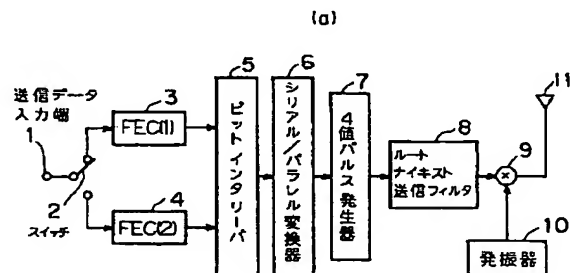 (a)
送信データ
入力端
1
2
スイッチ
3
FEC(1)
4
FEC(2)
5
ビットインタリーバ
6
シリアル/パラレル変換器
7
4値パルス発生器
8
ルート
ナイキスト
送信フィルタ
9
×
10
発振器
11